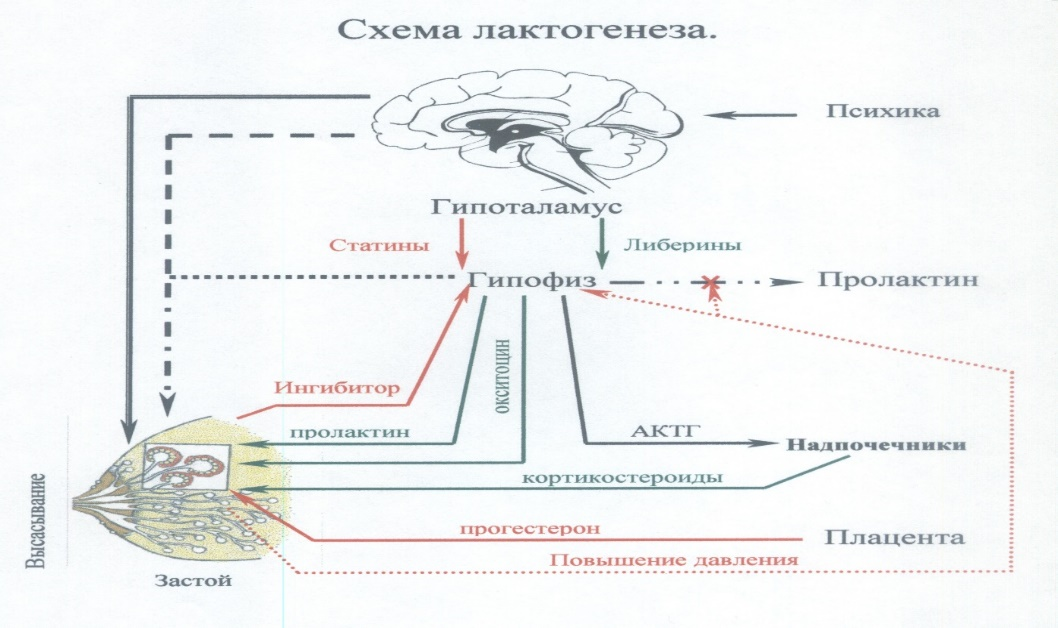 Схема лактогенеза.
Психика
Гипоталамус
Статины
Либерины
Гипофиз
Пролактин
окситоцин
Ингибитор
пролактин
АКТГ
Надпочечники
кортикостероиды
Высасывание
прогестерон
Плацента
Повышение давления
Застой